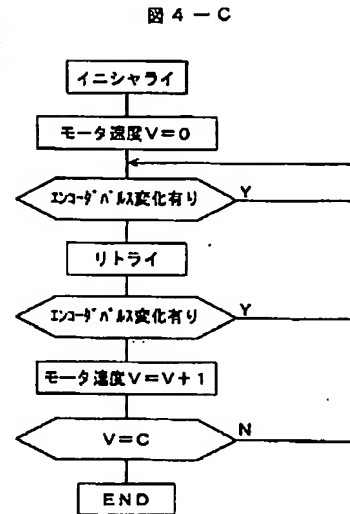 図4-C
イニシャライ
モータ速度V=0
エンコーダパルス変化有り
Y
リトライ
エンコーダパルス変化有り
Y
モータ速度V=V+1
V=C
N
END